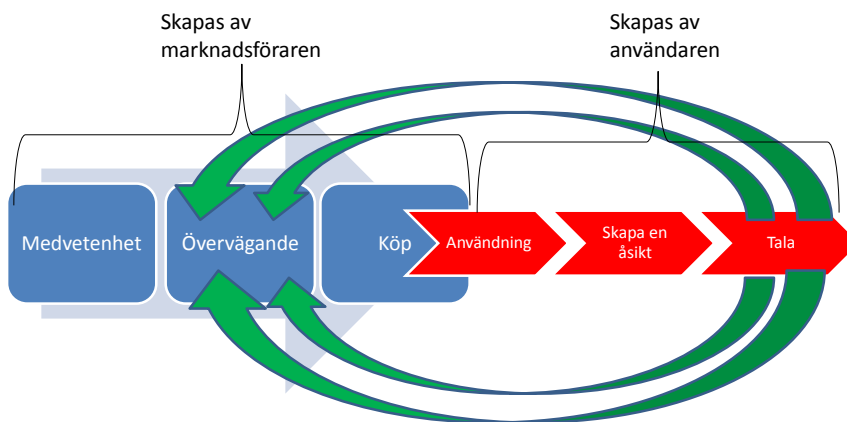 Skapas av
marknadsföraren
Skapas av
användaren
Medvetenhet
Övervägande
Köp
Användning
Skapa en
åsikt
Tala